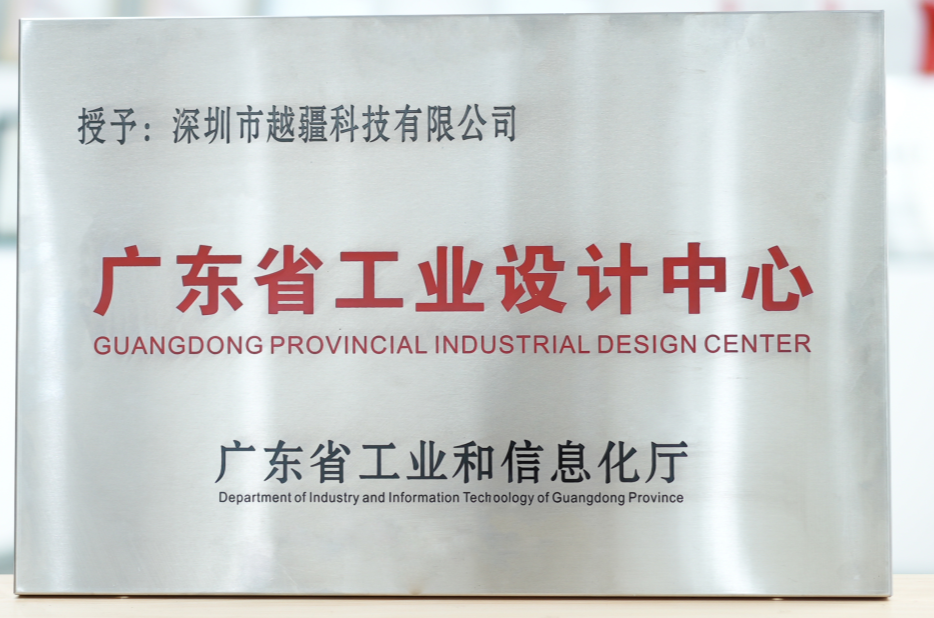 授予：深圳市越疆科技有限公司
广东省工业设计中心
GUANGDONG PROVINCIAL INDUSTRIAL DESIGN CENTER
广东省工业和信息化厅
Department of Industry and Information Techoology of Guangdong Province